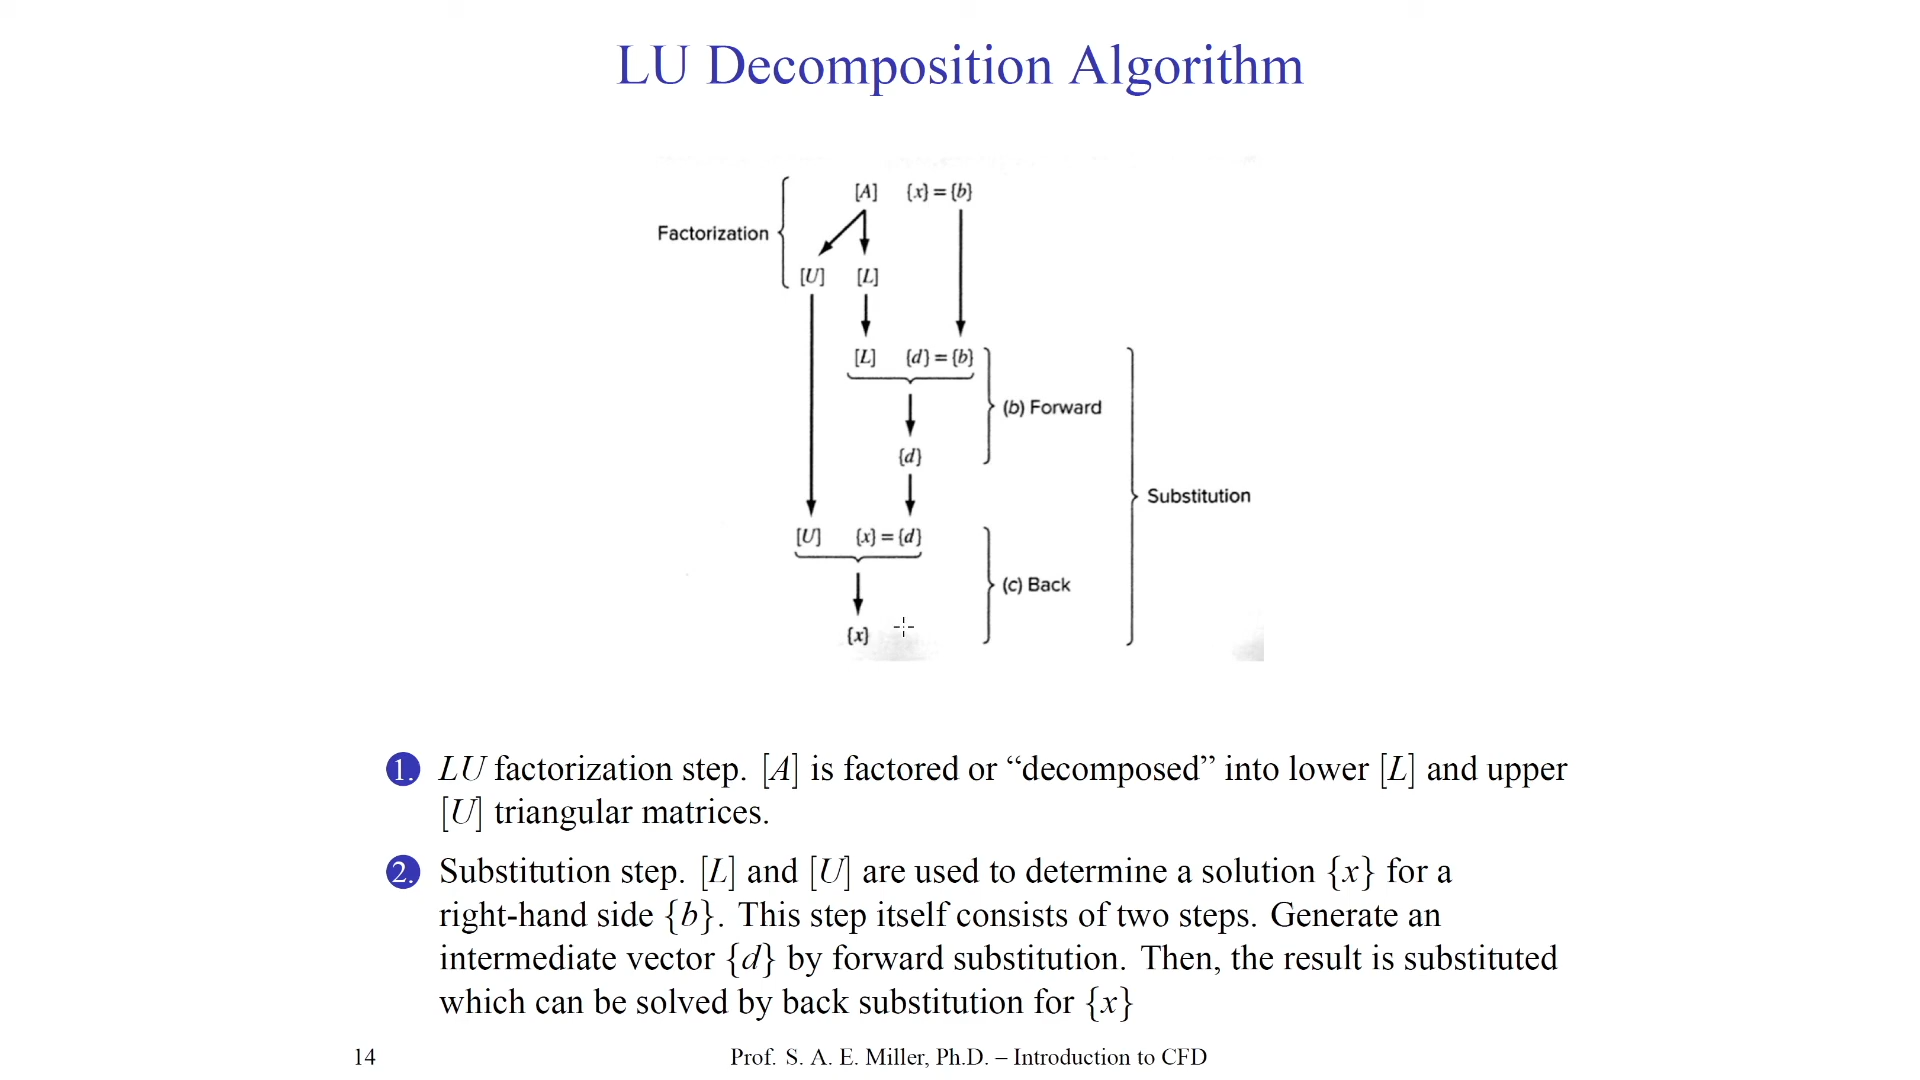 LU Decomposition Algorithm
[A] {x} = {b}
Factorization
[U] [L]
[L] {d} = {b}
(b) Forward
{d}
Substitution
[U] {x} = {d}
(c) Back
{x}
1. LU factorization step. [A] is factored or “decomposed” into lower [L] and upper
[U] triangular matrices.
2. Substitution step. [L] and [U] are used to determine a solution {x} for a
right-hand side {b}. This step itself consists of two steps. Generate an
intermediate vector {d} by forward substitution. Then, the result is substituted
which can be solved by back substitution for {x}
14 Prof. S. A. E. Miller, Ph.D. – Introduction to CFD